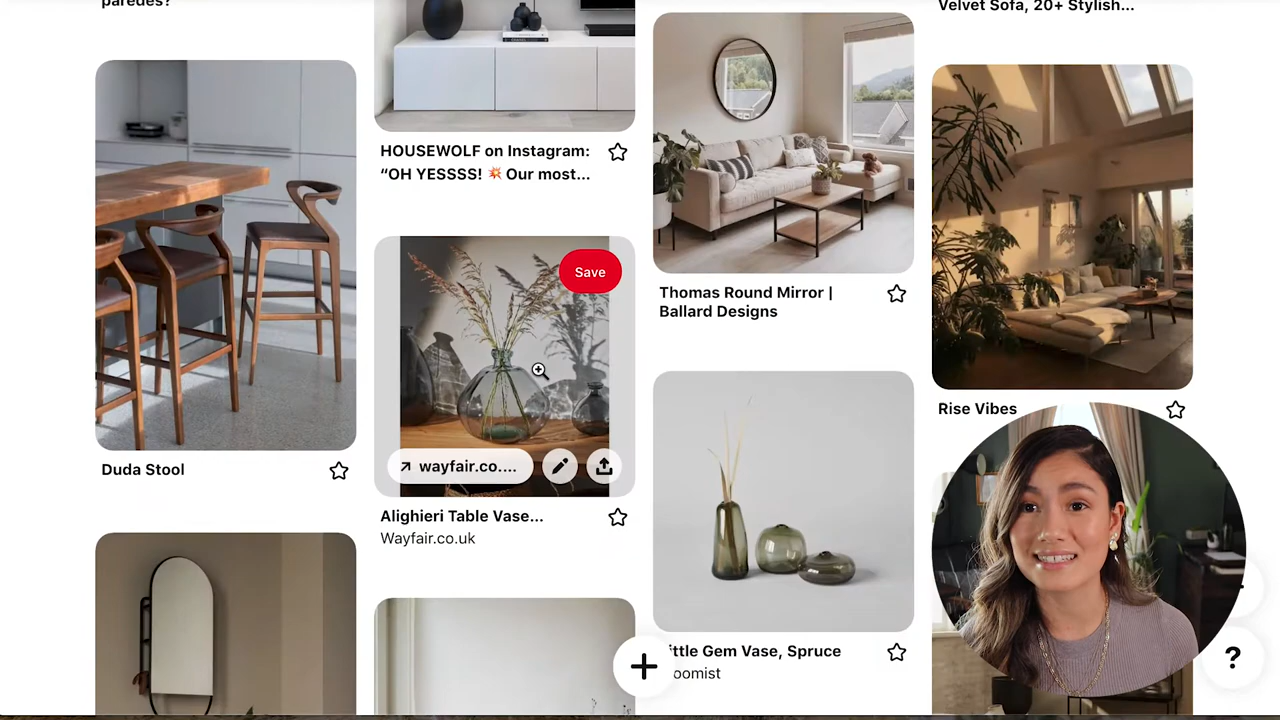 paredes?
Duda Stool
HOUSEWOLF on Instagram:
“OH YESSSS! 💥 Our most...
Save
wayfair.co....
Alighieri Table Vase...
Wayfair.co.uk
Thomas Round Mirror |
Ballard Designs
ittle Gem Vase, Spruce
oomist
Velvet Sofa, 20+ Stylish...
Rise Vibes
?